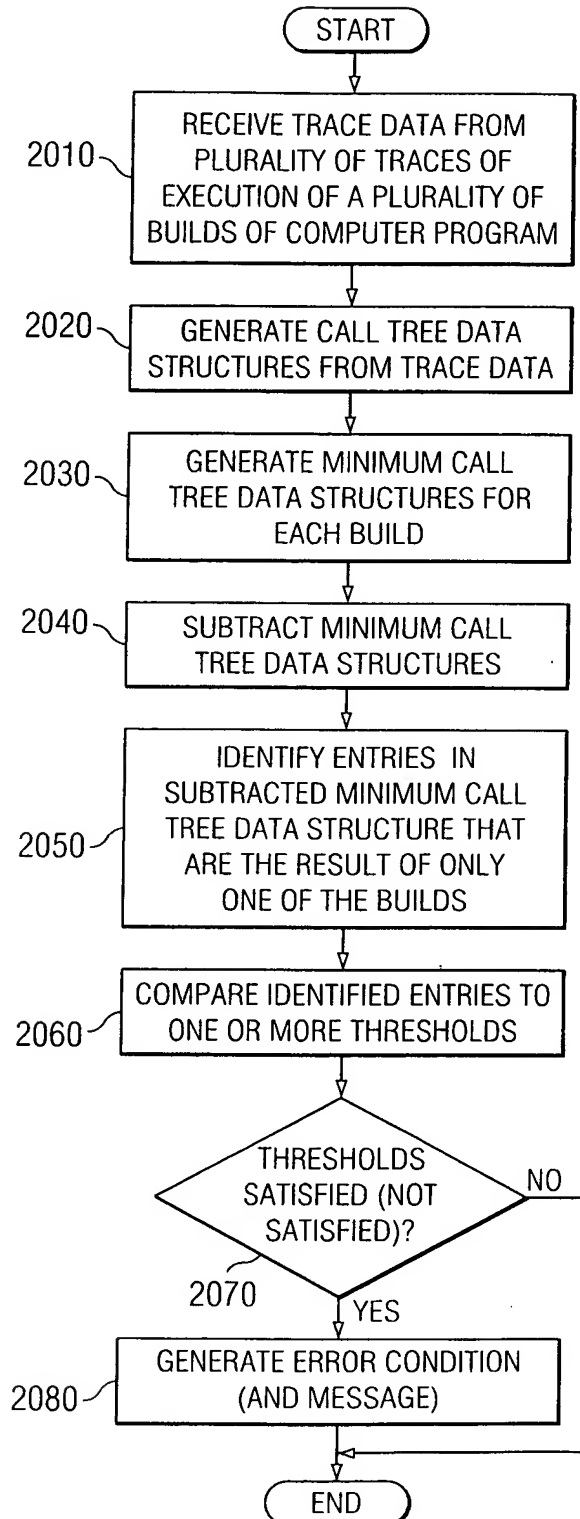 START
2010
RECEIVE TRACE DATA FROM
PLURALITY OF TRACES OF
EXECUTION OF A PLURALITY OF
BUILDS OF COMPUTER PROGRAM
2020
GENERATE CALL TREE DATA
STRUCTURES FROM TRACE DATA
2030
GENERATE MINIMUM CALL
TREE DATA STRUCTURES FOR
EACH BUILD
2040
SUBTRACT MINIMUM CALL
TREE DATA STRUCTURES
2050
IDENTIFY ENTRIES IN
SUBTRACTED MINIMUM CALL
TREE DATA STRUCTURE THAT
ARE THE RESULT OF ONLY
ONE OF THE BUILDS
2060
COMPARE IDENTIFIED ENTRIES TO
ONE OR MORE THRESHOLDS
THRESHOLDS
SATISFIED (NOT
SATISFIED)?
NO
2070
YES
2080
GENERATE ERROR CONDITION
(AND MESSAGE)
END